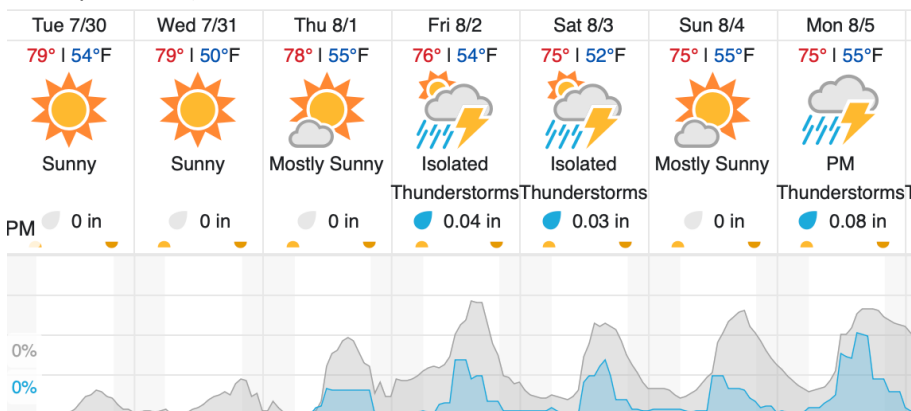 Tue 7/30 Wed 7/31 Thu 8/1 Fri 8/2 Sat 8/3 Sun 8/4 Mon 8/5
79° | 54°F 79° | 50°F 78° | 55°F 76° | 54°F 75° | 52°F 75° | 55°F 75° | 55°F
Sunny Sunny Mostly Sunny Isolated Isolated Mostly Sunny PM
Thunderstorms Thunderstorms Thunderstorms
PM 0 in 0 in 0 in 0.04 in 0.03 in 0 in 0.08 in
0%
0%